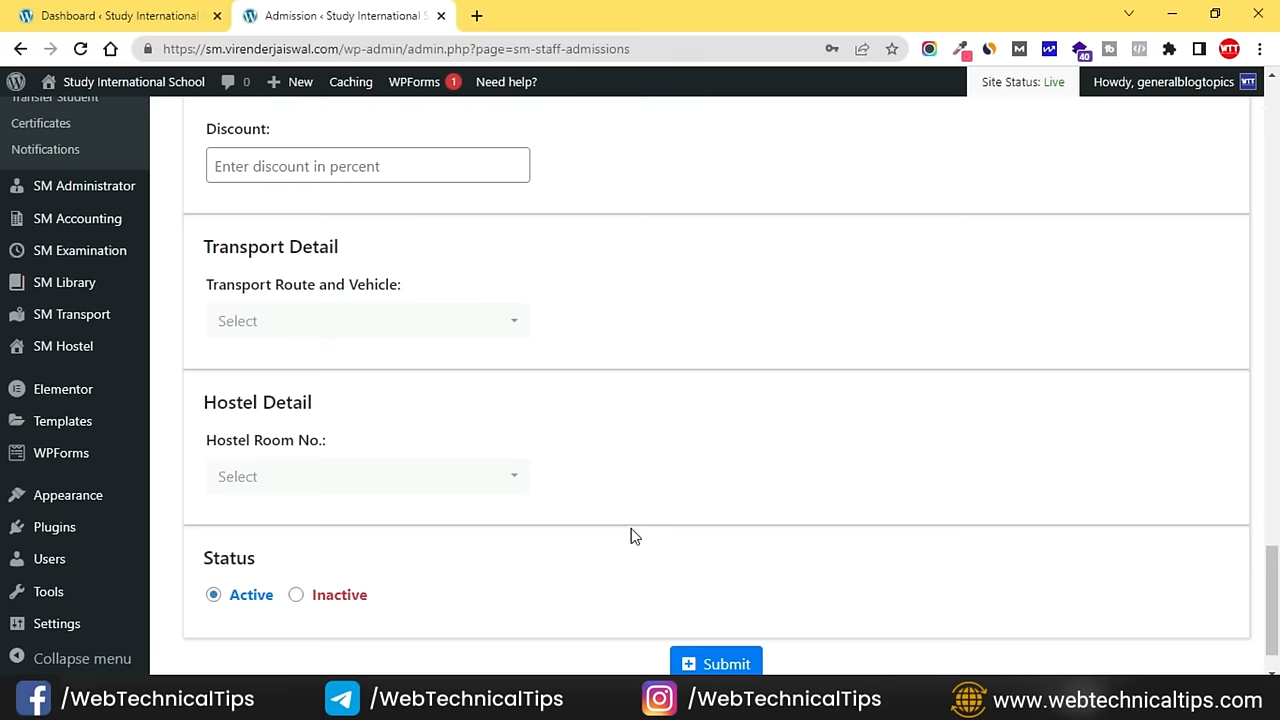 Dashboard ‹ Study International
Admission ‹ Study International S
https://sm.virenderjaiswal.com/wp-admin/admin.php?page=sm-staff-admissions
40
WTT
Study International School
0
New
Caching
WPForms 1
Need help?
Site Status: Live
Howdy, generalblogtopics
WTT
Transfer Student
Certificates
Notifications
SM Administrator
SM Accounting
SM Examination
SM Library
SM Transport
SM Hostel
Elementor
Templates
WPForms
Appearance
Plugins
Users
Tools
Settings
Collapse menu
Discount:
Enter discount in percent
Transport Detail
Transport Route and Vehicle:
Select
Hostel Detail
Hostel Room No.:
Select
Status
Active Inactive
Submit
/WebTechnicalTips
/WebTechnicalTips
/WebTechnicalTips
www.webtechnicaltips.com